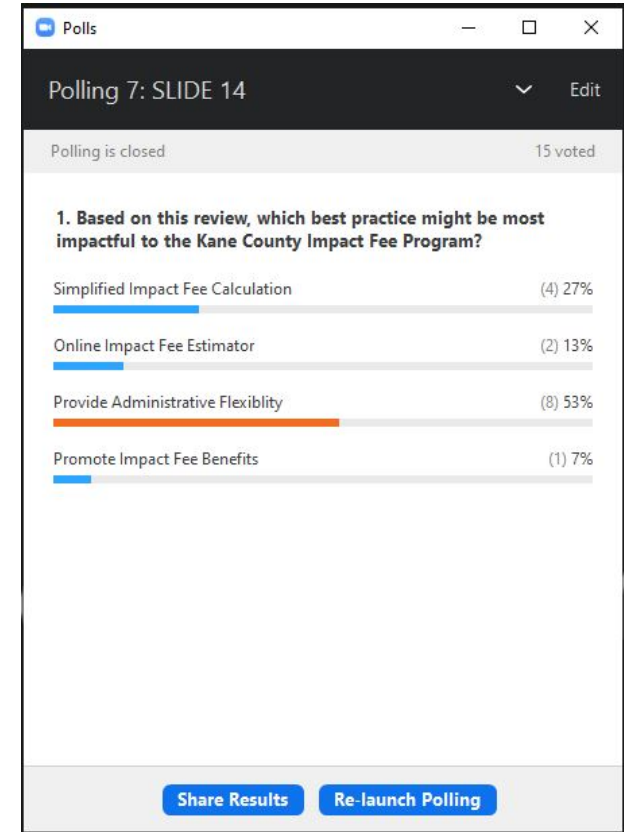 Polls
Polling 7: SLIDE 14 Edit
Polling is closed 15 voted
1. Based on this review, which best practice might be most
impactful to the Kane County Impact Fee Program?
Simplified Impact Fee Calculation (4) 27%
Online Impact Fee Estimator (2) 13%
Provide Administrative Flexiblity (8) 53%
Promote Impact Fee Benefits (1) 7%
Share Results Re-launch Polling